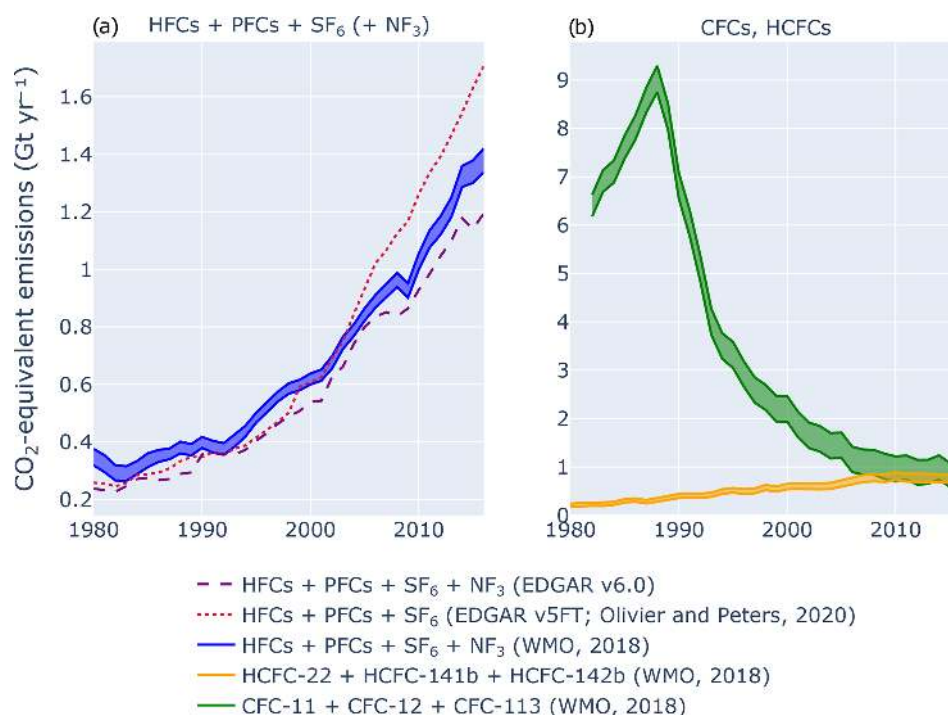 (a) HFCs + PFCs + SF₆ (+ NF₃)
(b) CFCs, HCFCs
CO₂-equivalent emissions (Gt yr⁻¹)
1.6
1.4
1.2
1
0.8
0.6
0.4
0.2
1980 1990 2000 2010
9
8
7
6
5
4
3
2
1
0
1980 1990 2000 2010
HFCs + PFCs + SF₆ + NF₃ (EDGAR v6.0)
HFCs + PFCs + SF₆ (EDGAR v5FT; Olivier and Peters, 2020)
HFCs + PFCs + SF₆ + NF₃ (WMO, 2018)
HCFC-22 + HCFC-141b + HCFC-142b (WMO, 2018)
CFC-11 + CFC-12 + CFC-113 (WMO, 2018)